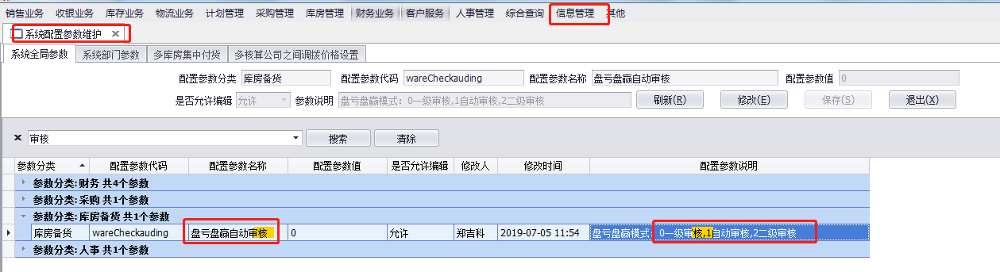 销售业务 收银业务 库存业务 物流业务 计划管理 采购管理 库房管理 财务业务 客户服务 人事管理 综合查询 信息管理 其他
系统配置参数维护 x
系统全局参数 系统部门参数 多库房集中付货 多核算公司之间调拨价格设置
配置参数分类 库房备货 配置参数代码 wareCheckauding 配置参数名称 盘亏盘赢自动审核 配置参数值 0
是否允许编辑 允许 参数说明 盘亏盘赢模式：0一级审核,1自动审核,2二级审核 刷新(R) 修改(E) 保存(S) 退出(X)
x 审核 搜索 清除
参数分类 配置参数代码 配置参数名称 配置参数值 是否允许编辑 修改人 修改时间 配置参数说明
参数分类:财务 共4个参数
参数分类:采购 共1个参数
参数分类:库房备货 共1个参数
库房备货 wareCheckauding 盘亏盘赢自动审核 0 允许 郑吉科 2019-07-05 11:54 盘亏盘赢模式：0一级审核,1自动审核,2二级审核
参数分类:人事 共1个参数